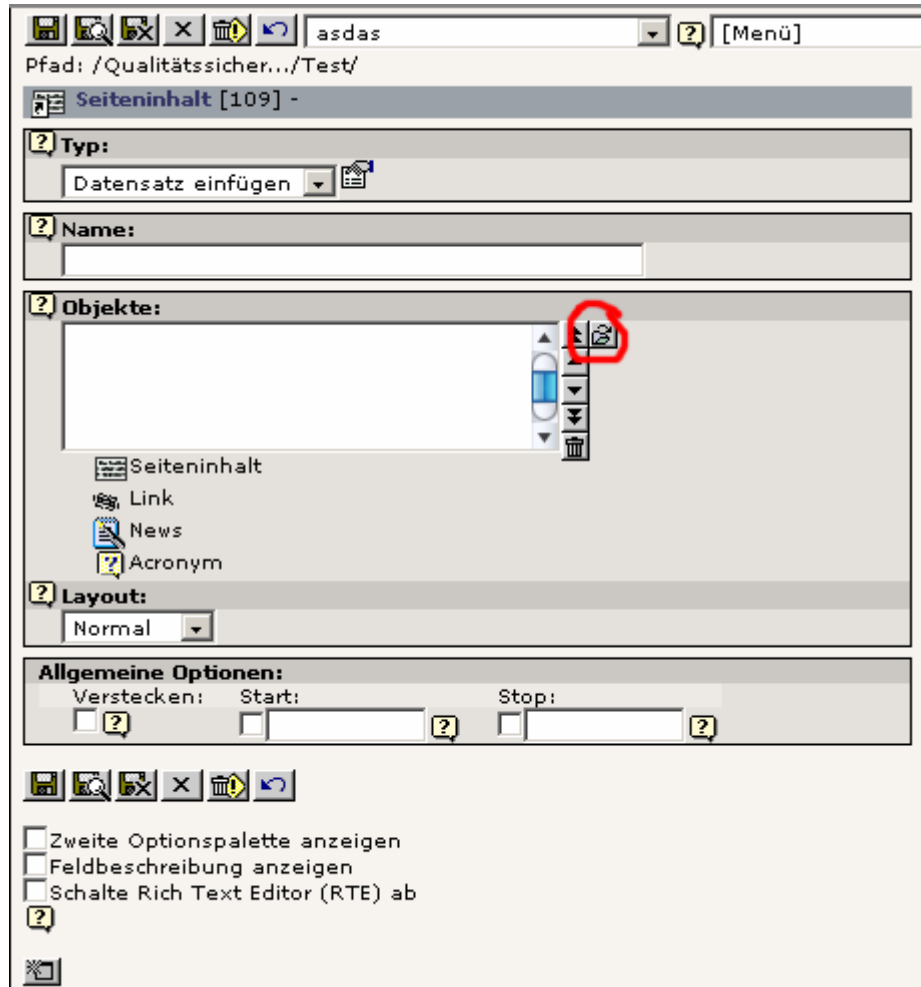 asdas [Menü]
Pfad: /Qualitätssicher.../Test/
Seiteninhalt [109] -
Typ:
Datensatz einfügen
Name:
Objekte:
Seiteninhalt
Link
News
Acronym
Layout:
Normal
Allgemeine Optionen:
Verstecken: Start: Stop:
Zweite Optionspalette anzeigen
Feldbeschreibung anzeigen
Schalte Rich Text Editor (RTE) ab